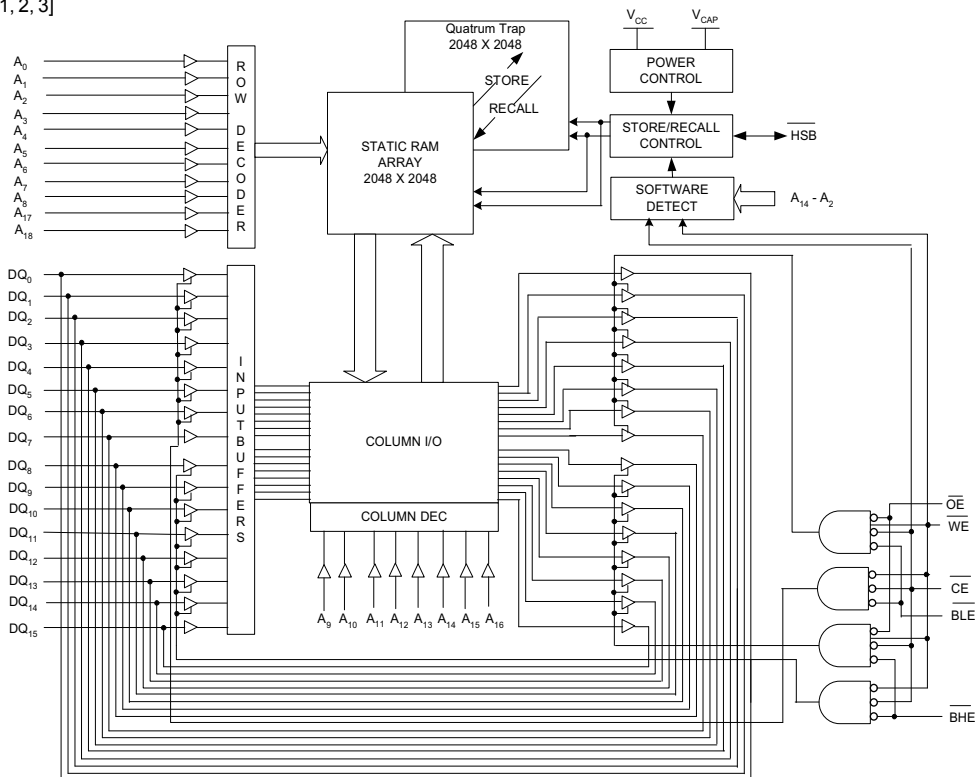 1, 2, 3]
V_CC
V_CAP
Quatrum Trap
2048 X 2048
STORE
RECALL
POWER
CONTROL
STORE/RECALL
CONTROL
HSB
SOFTWARE
DETECT
A_14 - A_2
STATIC RAM
ARRAY
2048 X 2048
ROW DECODER
A_0
A_1
A_2
A_3
A_4
A_5
A_6
A_7
A_8
A_17
A_18
DQ_0
DQ_1
DQ_2
DQ_3
DQ_4
DQ_5
DQ_6
DQ_7
DQ_8
DQ_9
DQ_10
DQ_11
DQ_12
DQ_13
DQ_14
DQ_15
INPUTBUFFERS
COLUMN I/O
COLUMN DEC
A_9
A_10
A_11
A_12
A_13
A_14
A_15
A_16
OE
WE
CE
BLE
BHE